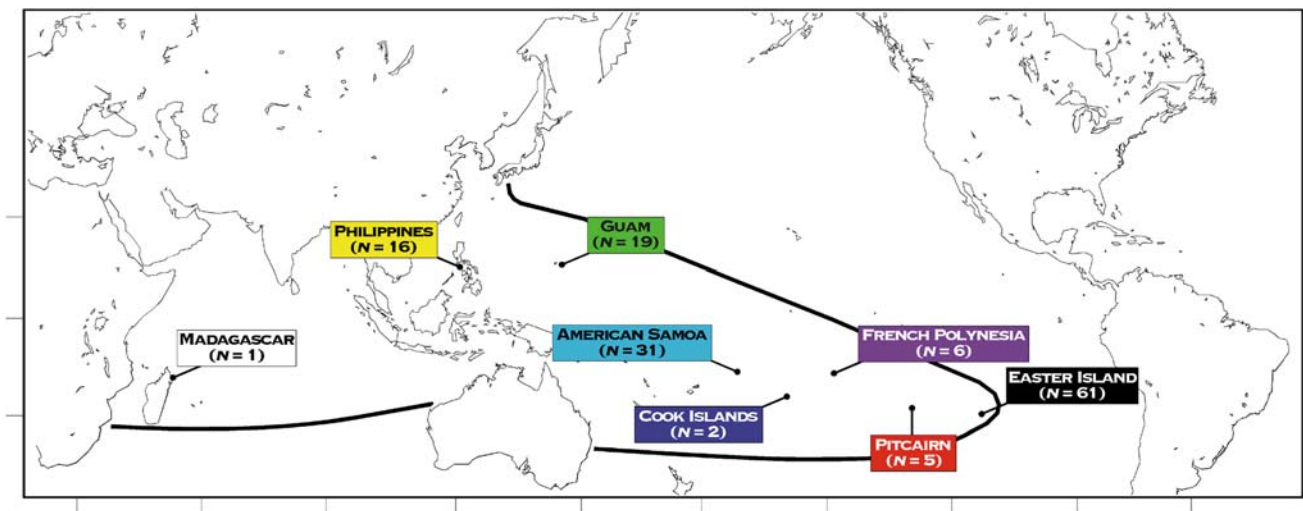 PHILIPPINES
(N = 16)
GUAM
(N = 19)
MADAGASCAR
(N = 1)
AMERICAN SAMOA
(N = 31)
FRENCH POLYNESIA
(N = 6)
EASTER ISLAND
(N = 61)
COOK ISLANDS
(N = 2)
PITCAIRN
(N = 5)